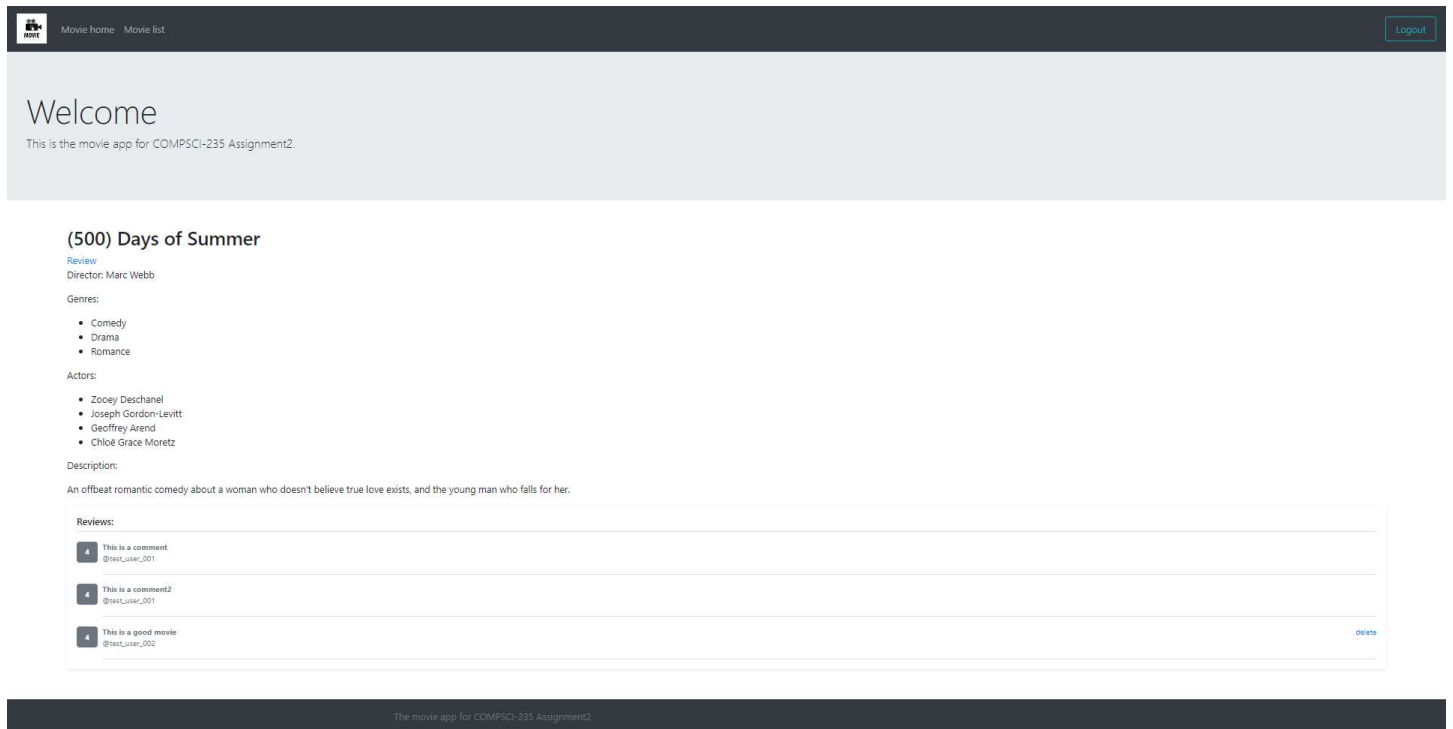 MOVIE
Movie home Movie list
Logout
Welcome
This is the movie app for COMPSCI-235 Assignment2.
(500) Days of Summer
Review
Director: Marc Webb
Genres:
Comedy
Drama
Romance
Actors:
Zooey Deschanel
Joseph Gordon-Levitt
Geoffrey Arend
Chloë Grace Moretz
Description:
An offbeat romantic comedy about a woman who doesn't believe true love exists, and the young man who falls for her.
Reviews:
4 This is a comment
@test_user_001
4 This is a comment2
@test_user_001
4 This is a good movie delete
@test_user_002
The movie app for COMPSCI-235 Assignment2